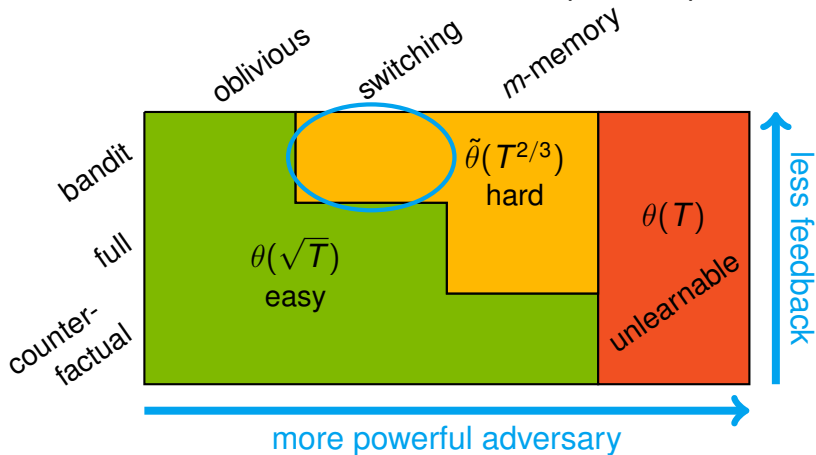 oblivious
switching
m-memory
bandit
full
counter-
factual
θ̃(T^{2/3})
hard
θ(√T)
easy
θ(T)
unlearnable
less feedback
more powerful adversary